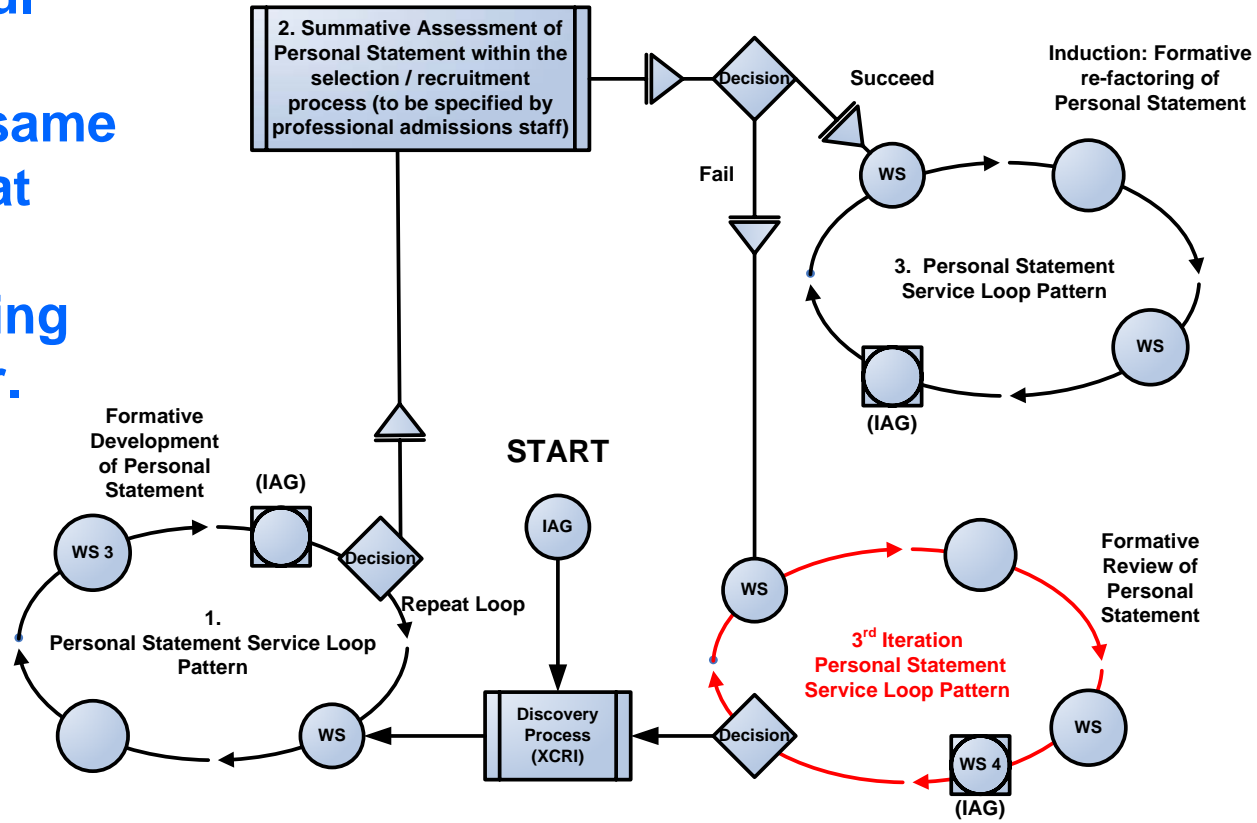 ur
same
at
ing
r.
2. Summative Assessment of
Personal Statement within the
selection / recruitment
process (to be specified by
professional admissions staff)
Decision
Succeed
Fail
Induction: Formative
re-factoring of
Personal Statement
WS
3. Personal Statement
Service Loop Pattern
WS
(IAG)
Formative
Development
of Personal
Statement
(IAG)
WS 3
Decision
Repeat Loop
1.
Personal Statement Service Loop
Pattern
WS
START
IAG
Discovery
Process
(XCRI)
Decision
WS
3rd Iteration
Personal Statement
Service Loop Pattern
Formative
Review of
Personal
Statement
WS
WS 4
(IAG)